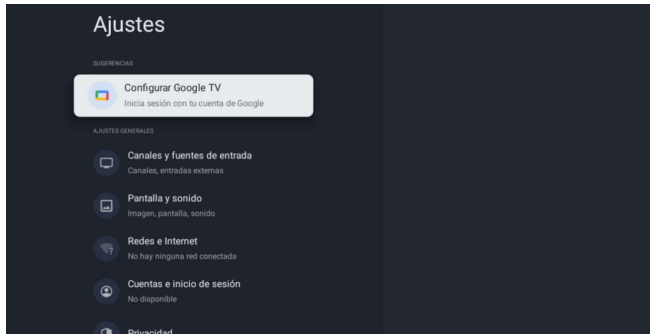 Ajustes
SUGERENCIAS
Configurar Google TV
Inicia sesión con tu cuenta de Google
AJUSTES GENERALES
Canales y fuentes de entrada
Canales, entradas externas
Pantalla y sonido
Imagen, pantalla, sonido
Redes e Internet
No hay ninguna red conectada
Cuentas e inicio de sesión
No disponible
Privacidad